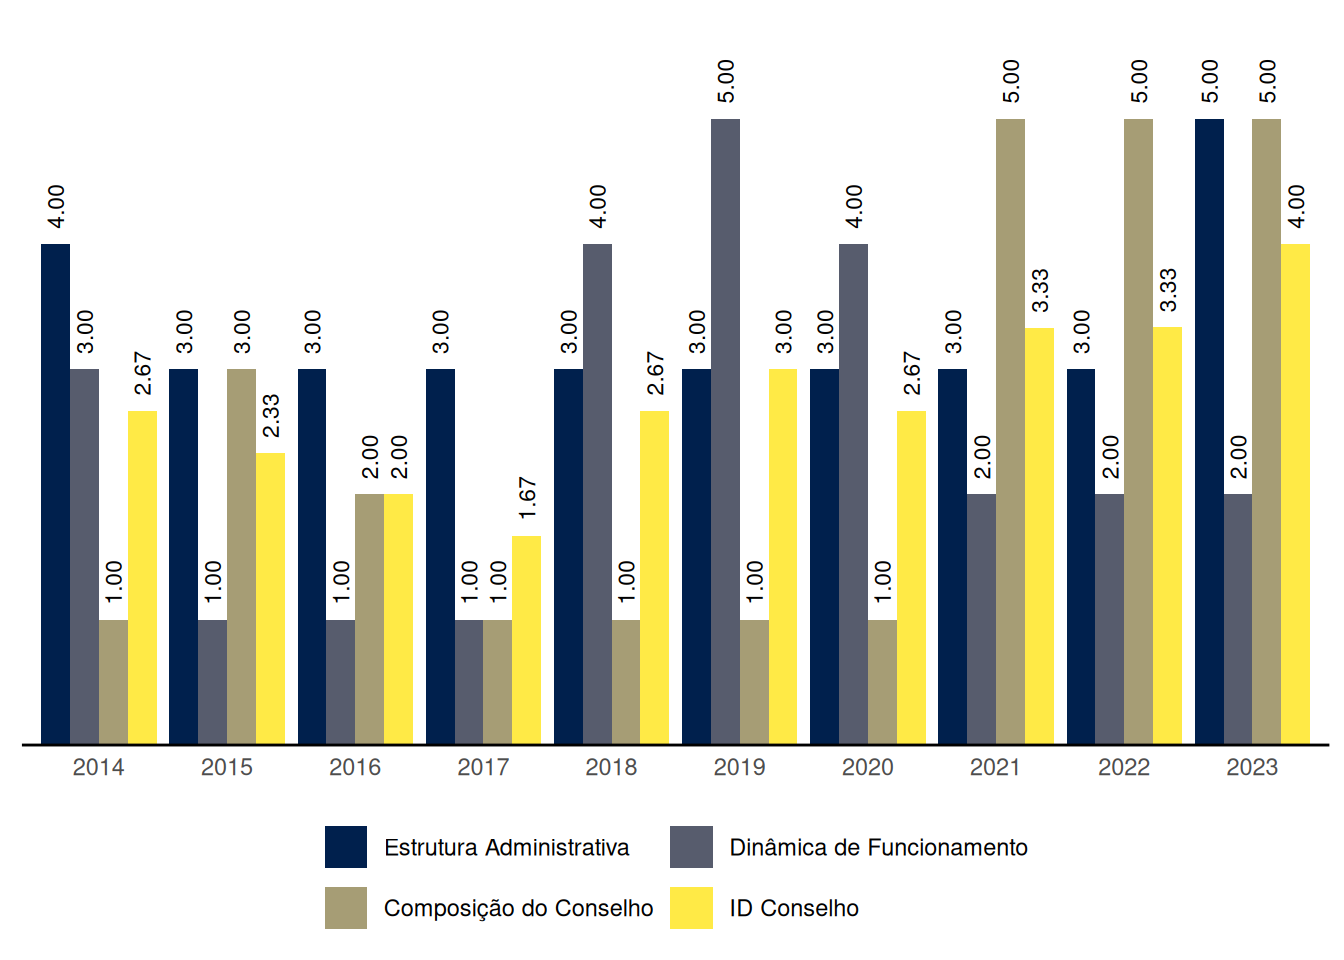 4.00 3.00 1.00 2.67
3.00 1.00 3.00 2.33
3.00 1.00 2.00 2.00
3.00 1.00 1.00 1.67
3.00 4.00 1.00 2.67
3.00 5.00 1.00 3.00
3.00 4.00 1.00 2.67
3.00 2.00 5.00 3.33
3.00 2.00 5.00 3.33
5.00 2.00 5.00 4.00
2014 2015 2016 2017 2018 2019 2020 2021 2022 2023
Estrutura Administrativa Dinâmica de Funcionamento
Composição do Conselho ID Conselho